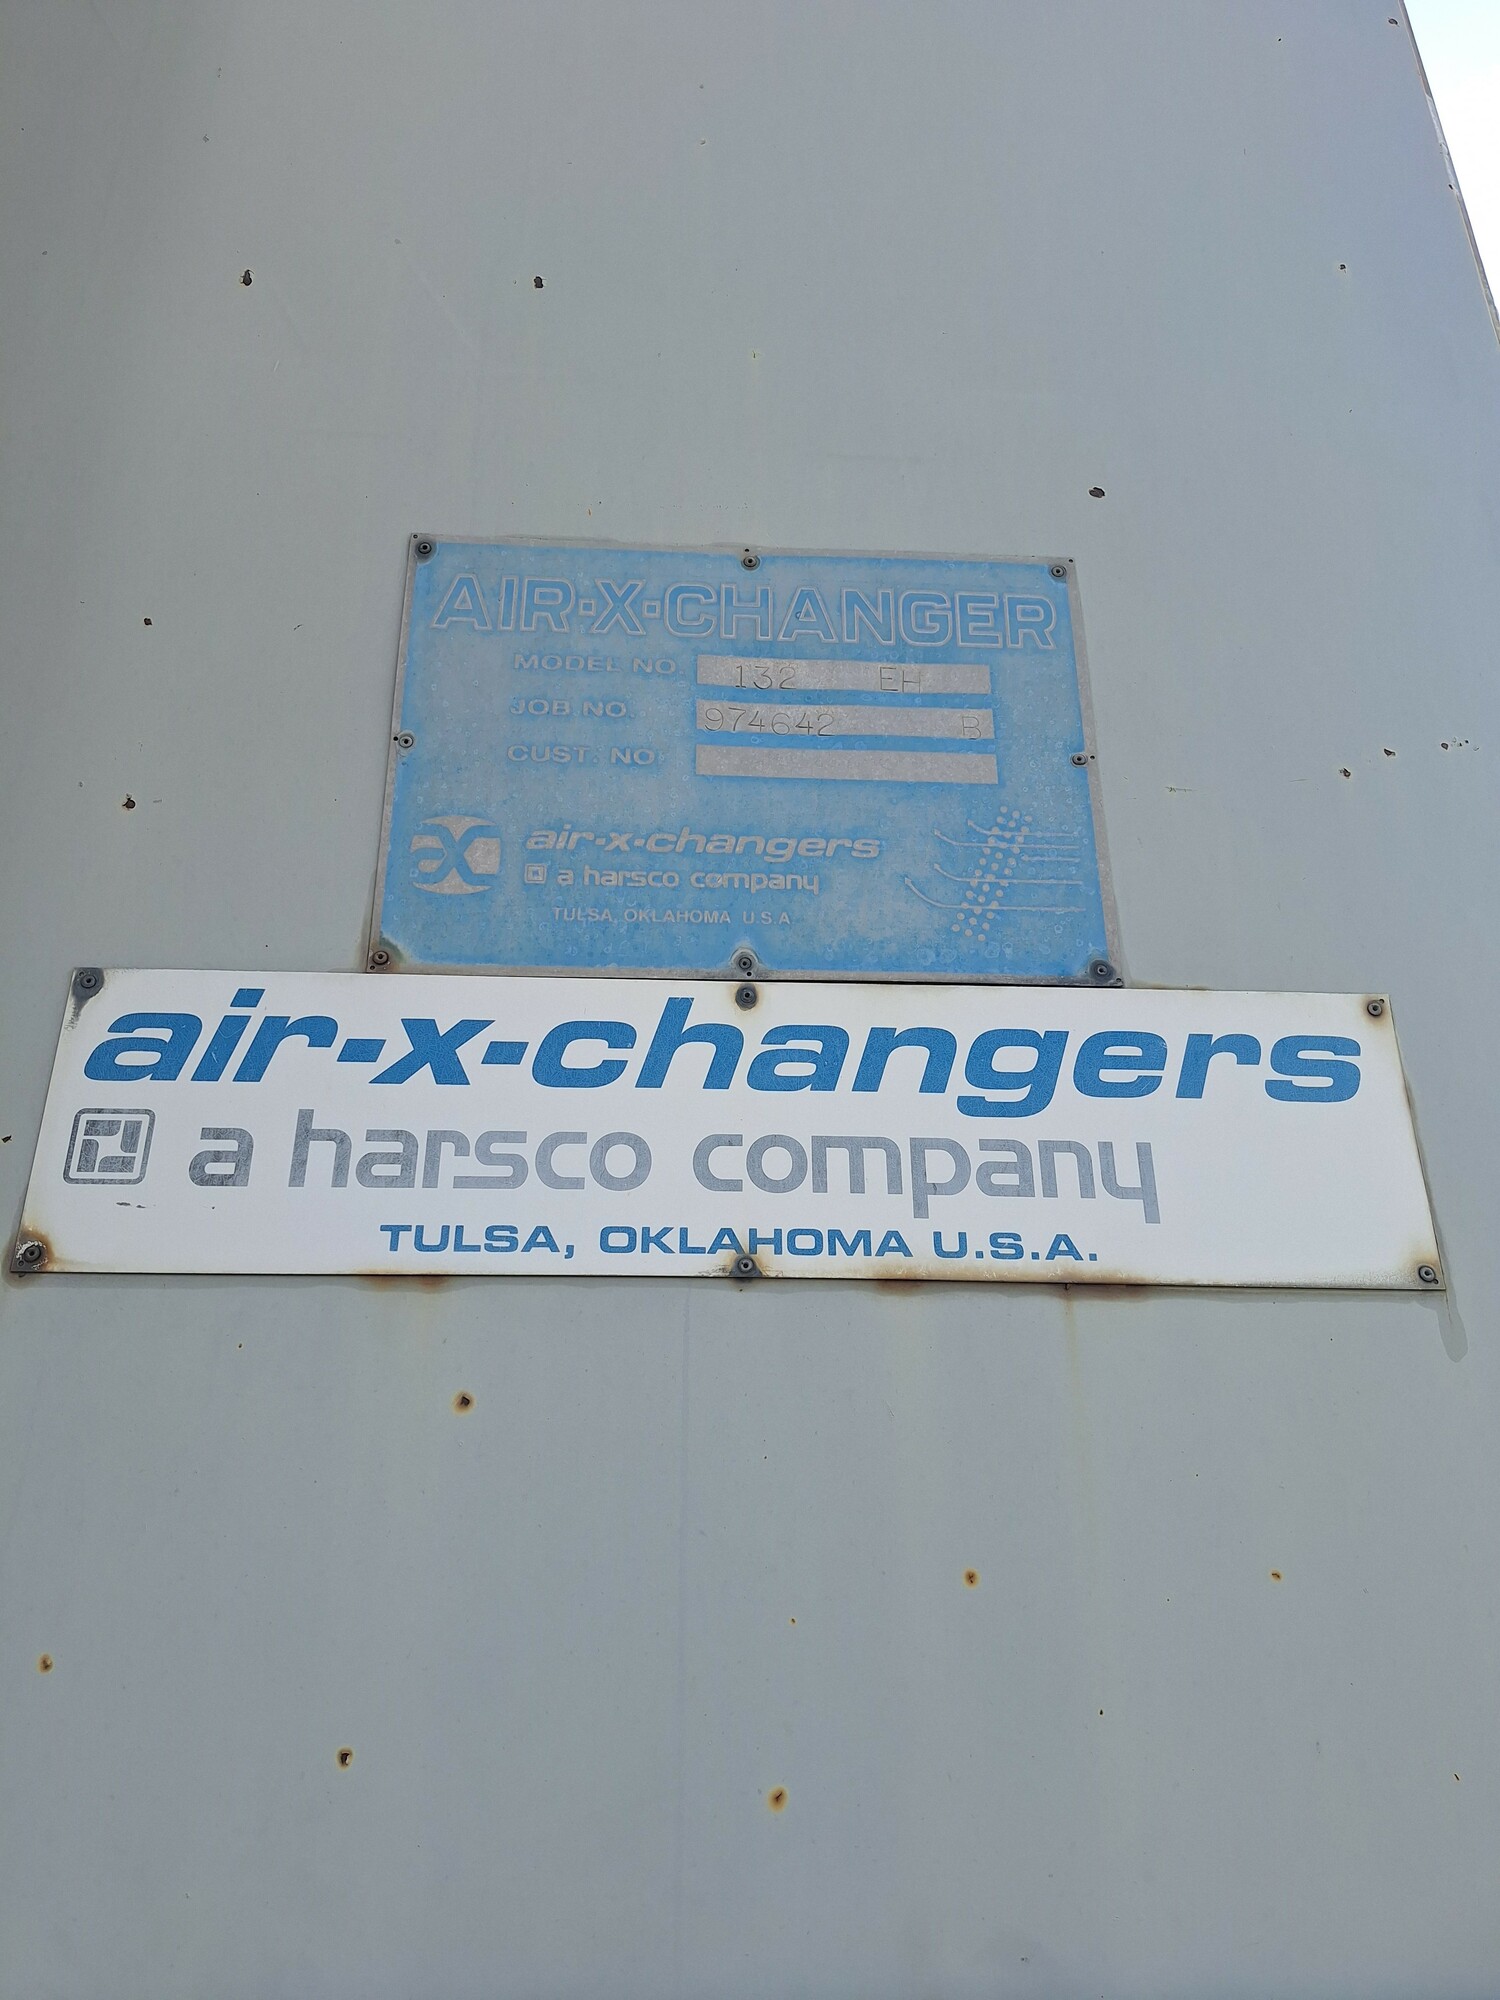 AIR-X-CHANGER
MODEL NO. 132 EH
JOB NO. 974642 B
CUST. NO.
ax
air-x-changers
a harsco company
TULSA, OKLAHOMA U.S.A
air-x-changers
a harsco company
TULSA, OKLAHOMA U.S.A.